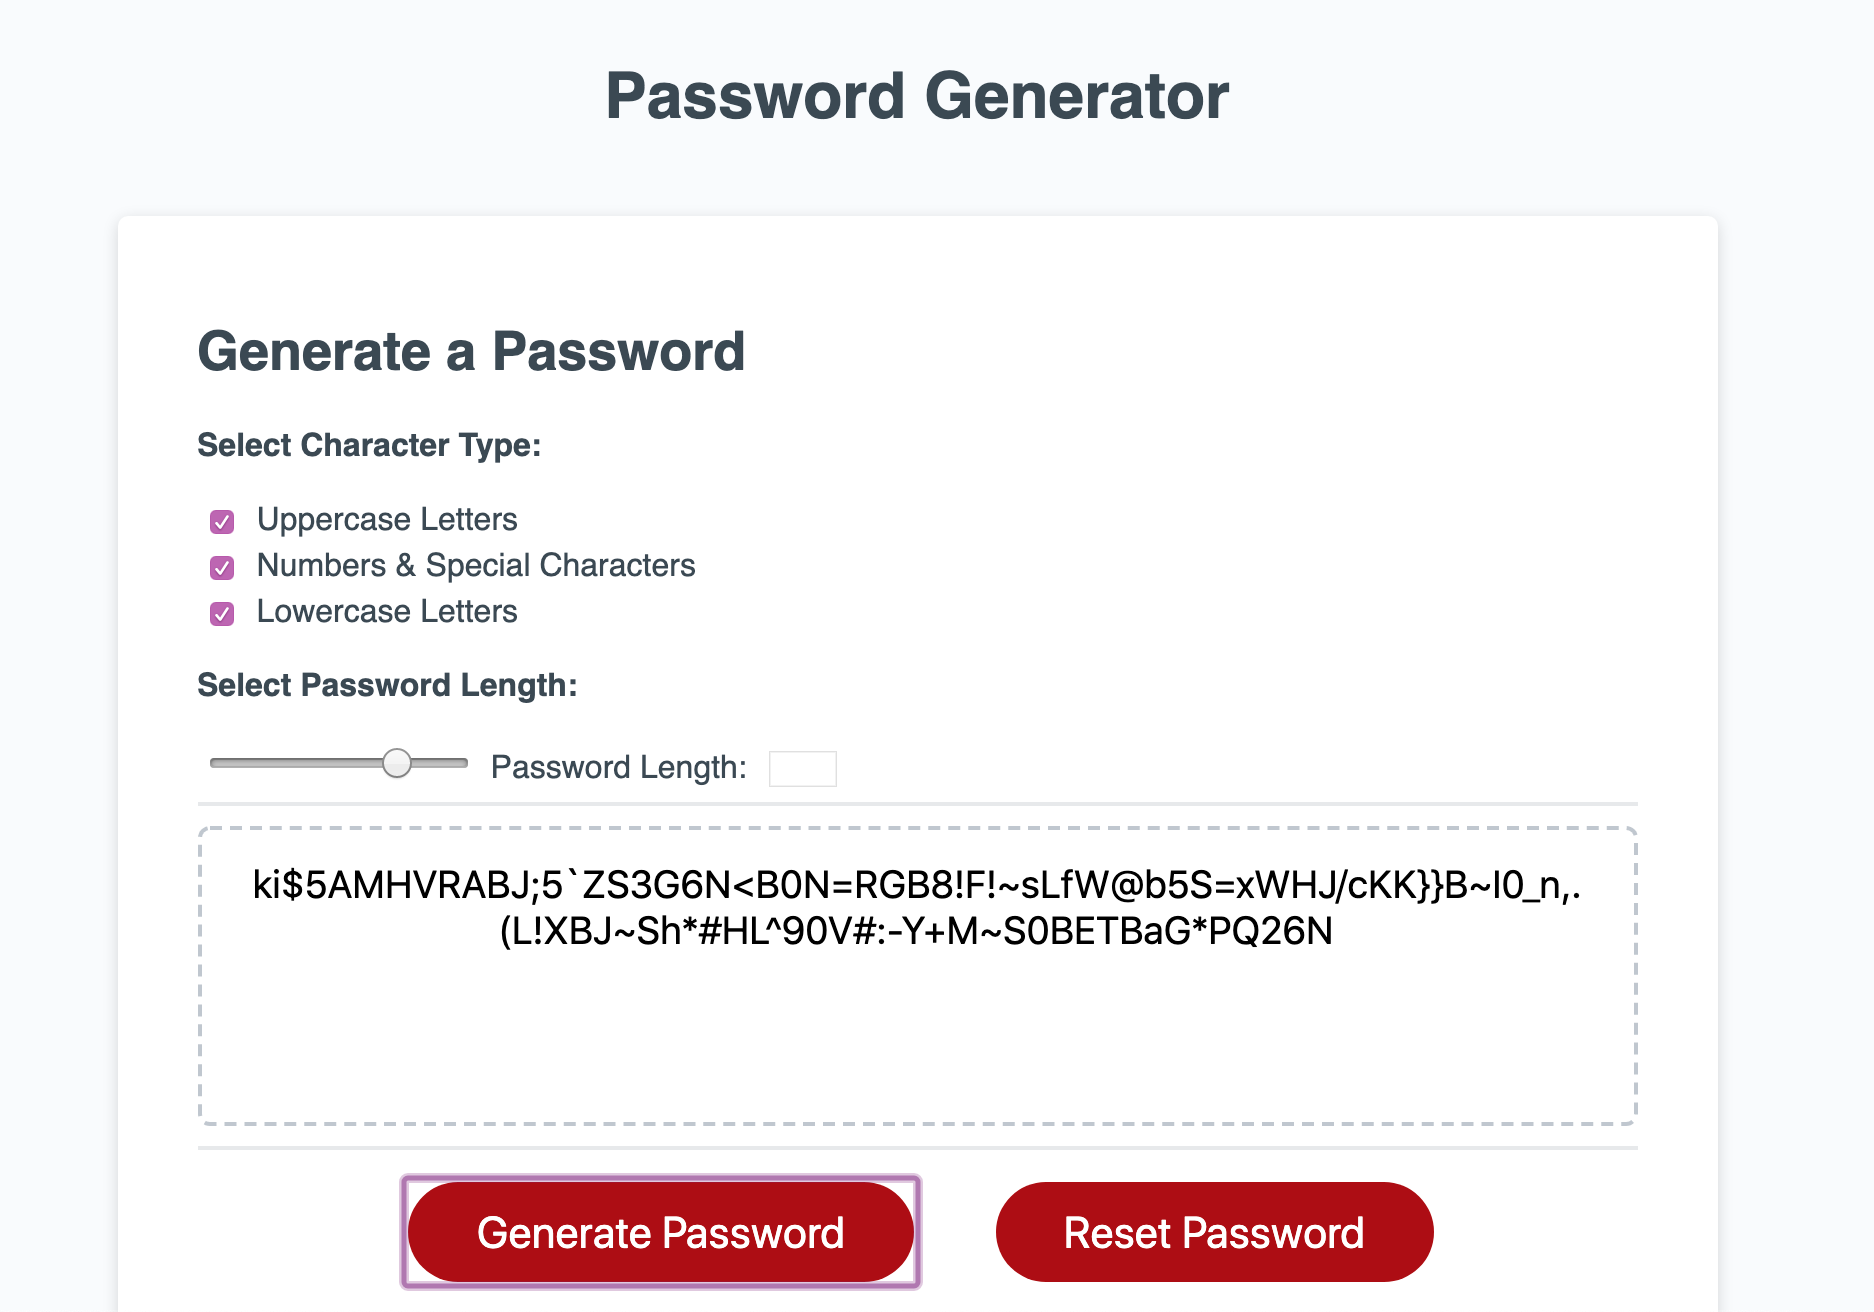 Password Generator
Generate a Password
Select Character Type:
Uppercase Letters
Numbers & Special Characters
Lowercase Letters
Select Password Length:
Password Length:
ki$5AMHVRABJ;5`ZS3G6N<B0N=RGB8!F!~sLfW@b5S=xWHJ/cKK}}B~I0_n,.
(L!XBJ~Sh*#HL^90V#:-Y+M~S0BETBaG*PQ26N
Generate Password
Reset Password